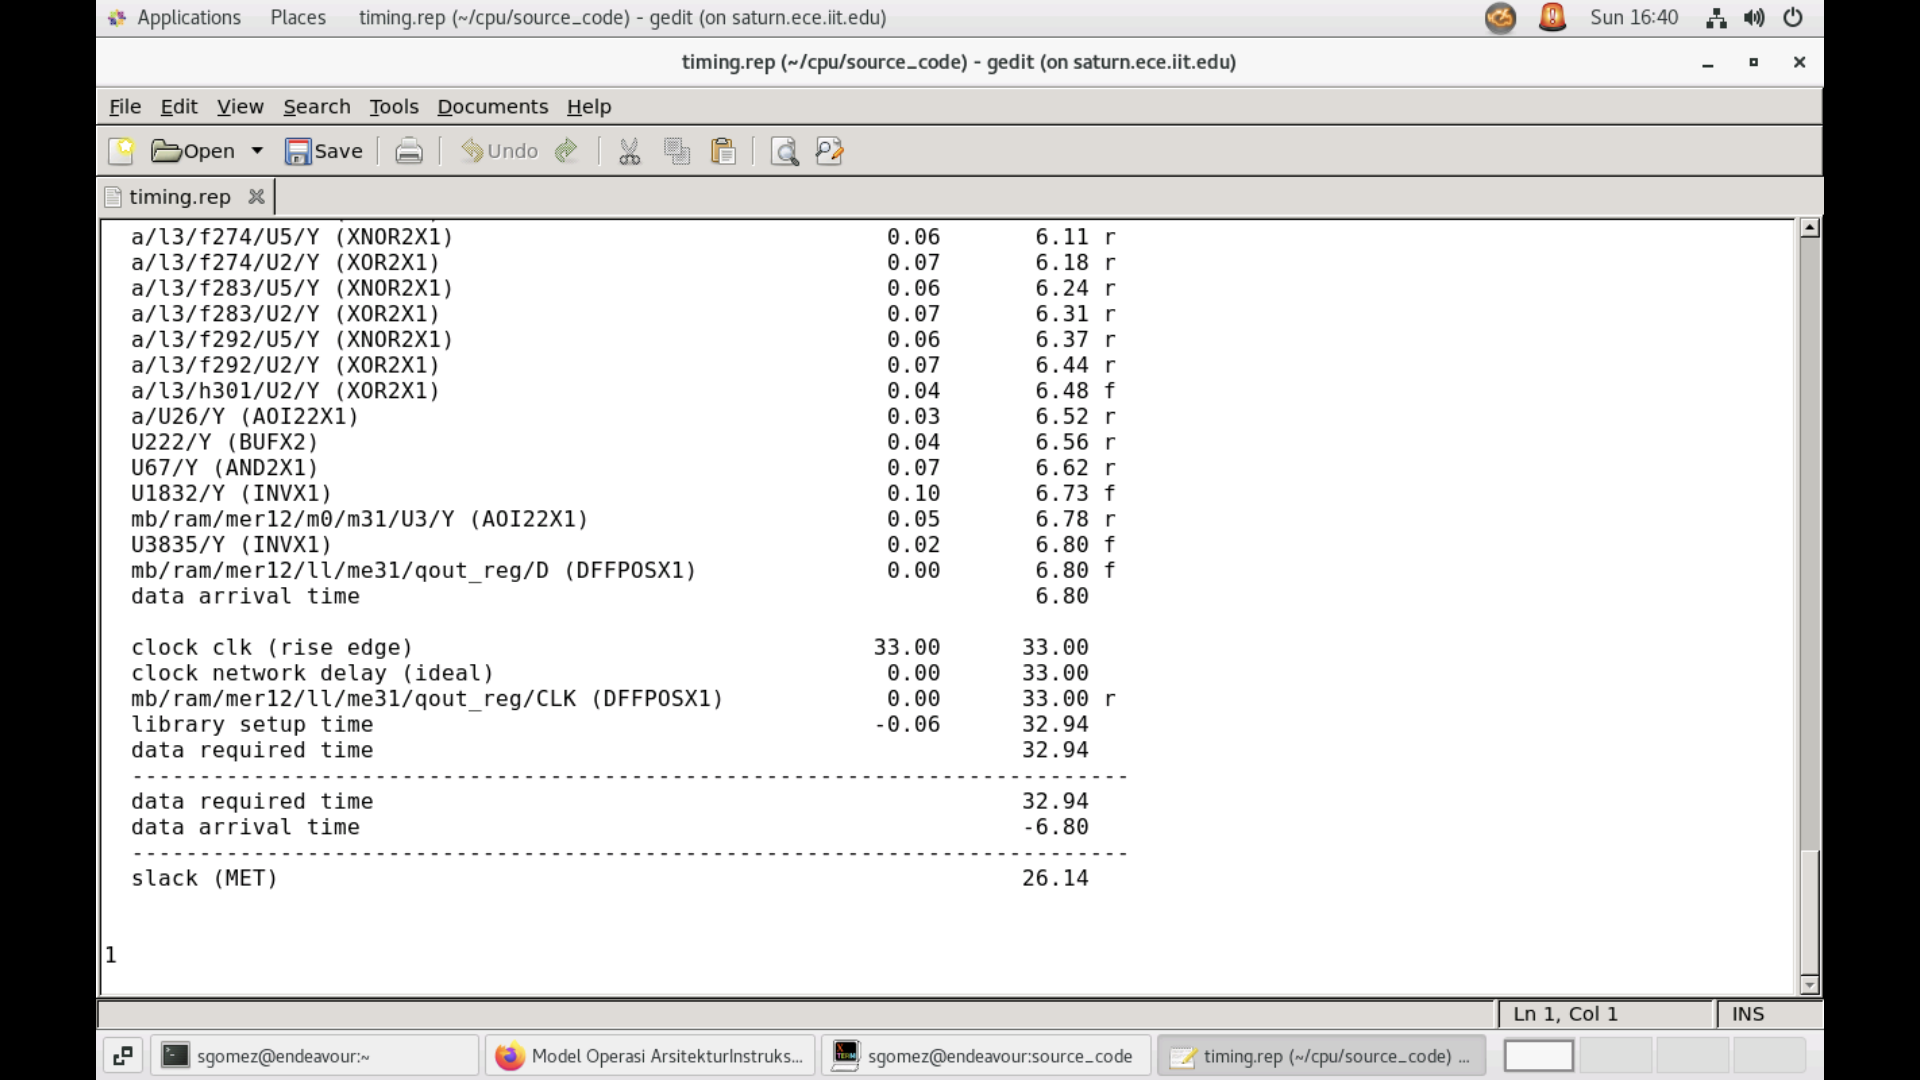 Applications Places timing.rep (~/cpu/source_code) - gedit (on saturn.ece.iit.edu) Sun 16:40
timing.rep (~/cpu/source_code) - gedit (on saturn.ece.iit.edu)
File Edit View Search Tools Documents Help
Open Save Undo
timing.rep
a/l3/f274/U5/Y (XNOR2X1) 0.06 6.11 r
a/l3/f274/U2/Y (XOR2X1) 0.07 6.18 r
a/l3/f283/U5/Y (XNOR2X1) 0.06 6.24 r
a/l3/f283/U2/Y (XOR2X1) 0.07 6.31 r
a/l3/f292/U5/Y (XNOR2X1) 0.06 6.37 r
a/l3/f292/U2/Y (XOR2X1) 0.07 6.44 r
a/l3/h301/U2/Y (XOR2X1) 0.04 6.48 f
a/U26/Y (AOI22X1) 0.03 6.52 r
U222/Y (BUFX2) 0.04 6.56 r
U67/Y (AND2X1) 0.07 6.62 r
U1832/Y (INVX1) 0.10 6.73 f
mb/ram/mer12/m0/m31/U3/Y (AOI22X1) 0.05 6.78 r
U3835/Y (INVX1) 0.02 6.80 f
mb/ram/mer12/ll/me31/qout_reg/D (DFFPOSX1) 0.00 6.80 f
data arrival time 6.80
clock clk (rise edge) 33.00 33.00
clock network delay (ideal) 0.00 33.00
mb/ram/mer12/ll/me31/qout_reg/CLK (DFFPOSX1) 0.00 33.00 r
library setup time -0.06 32.94
data required time 32.94
--------------------------------------------------------------------------
data required time 32.94
data arrival time -6.80
--------------------------------------------------------------------------
slack (MET) 26.14
1
Ln 1, Col 1 INS
sgomez@endeavour:~ Model Operasi ArsitekturInstruks... sgomez@endeavour:source_code timing.rep (~/cpu/source_code) ...